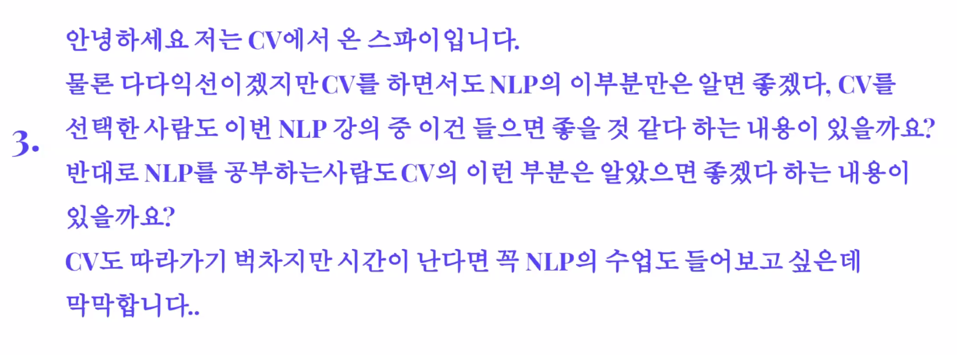 안녕하세요 저는 CV에서 온 스파이입니다.
물론 다다익선이겠지만 CV를 하면서도 NLP의 이부분만은 알면 좋겠다, CV를
3. 선택한 사람도 이번 NLP 강의 중 이건 들으면 좋을 것 같다 하는 내용이 있을까요?
반대로 NLP를 공부하는사람도 CV의 이런 부분은 알았으면 좋겠다 하는 내용이
있을까요?
CV도 따라가기 벅차지만 시간이 난다면 꼭 NLP의 수업도 들어보고 싶은데
막막합니다..